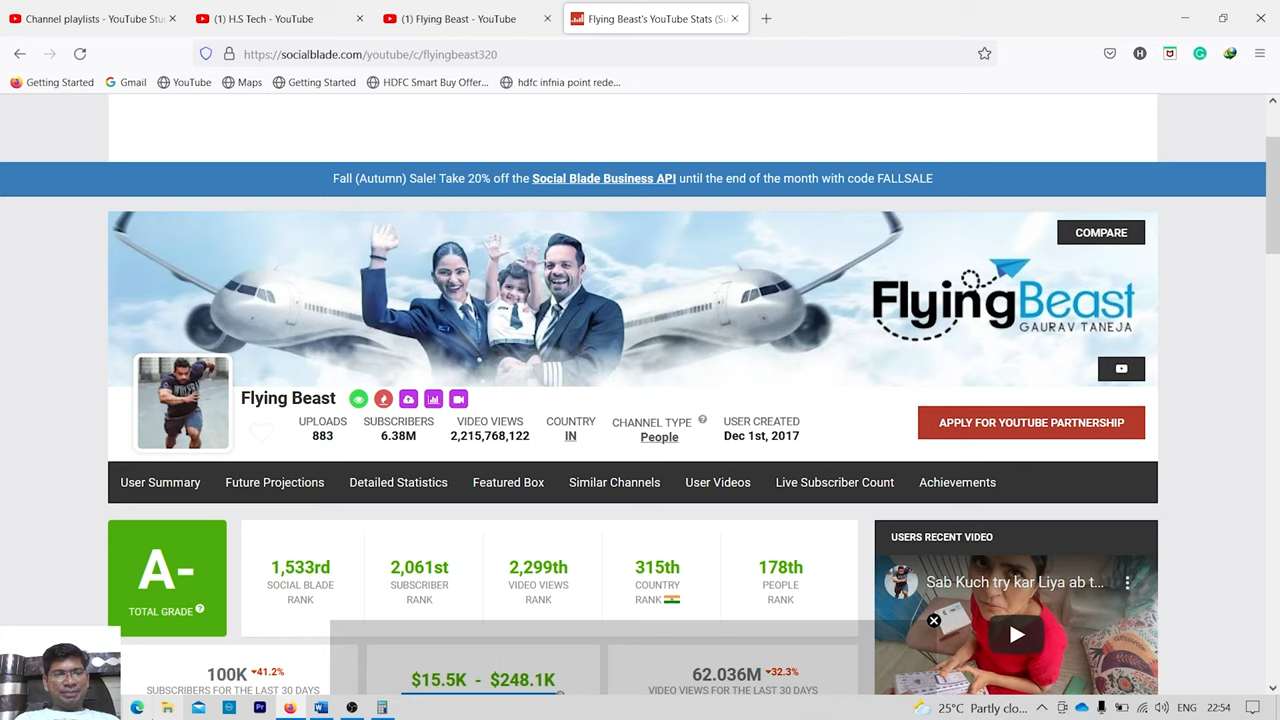 Channel playlists - YouTube Stu
(1) H.S Tech - YouTube
(1) Flying Beast - YouTube
Flying Beast's YouTube Stats (Su
https://socialblade.com/youtube/c/flyingbeast320
Getting Started
Gmail
YouTube
Maps
Getting Started
HDFC Smart Buy Offer...
hdfc infnia point rede...
Fall (Autumn) Sale! Take 20% off the Social Blade Business API until the end of the month with code FALLSALE
COMPARE
FlyingBeast
GAURAV TANEJA
Flying Beast
UPLOADS
883
SUBSCRIBERS
6.38M
VIDEO VIEWS
2,215,768,122
COUNTRY
IN
CHANNEL TYPE
People
USER CREATED
Dec 1st, 2017
APPLY FOR YOUTUBE PARTNERSHIP
User Summary
Future Projections
Detailed Statistics
Featured Box
Similar Channels
User Videos
Live Subscriber Count
Achievements
A-
TOTAL GRADE
1,533rd
SOCIAL BLADE
RANK
2,061st
SUBSCRIBER
RANK
2,299th
VIDEO VIEWS
RANK
315th
COUNTRY
RANK
178th
PEOPLE
RANK
USERS RECENT VIDEO
Sab Kuch try kar Liya ab t...
100K -41.2%
SUBSCRIBERS FOR THE LAST 30 DAYS
$15.5K - $248.1K
62.036M -32.3%
VIDEO VIEWS FOR THE LAST 30 DAYS
25°C Partly clo...
ENG
22:54